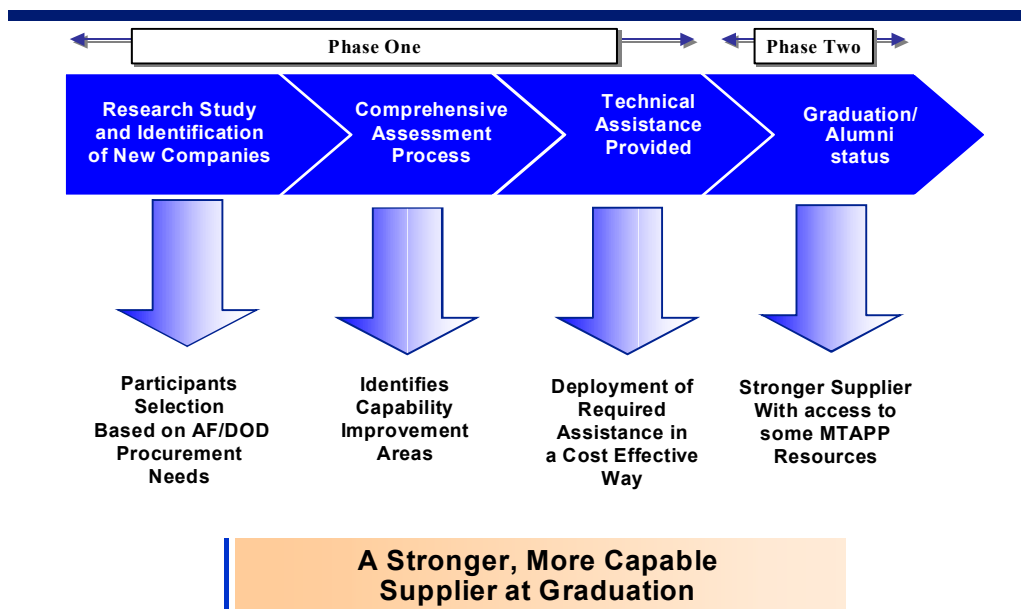 Phase One
Phase Two
Research Study
and Identification
of New Companies
Comprehensive
Assessment
Process
Technical
Assistance
Provided
Graduation/
Alumni
status
Participants
Selection
Based on AF/DOD
Procurement
Needs
Identifies
Capability
Improvement
Areas
Deployment of
Required
Assistance in
a Cost Effective
Way
Stronger Supplier
With access to
some MTAPP
Resources
A Stronger, More Capable
Supplier at Graduation